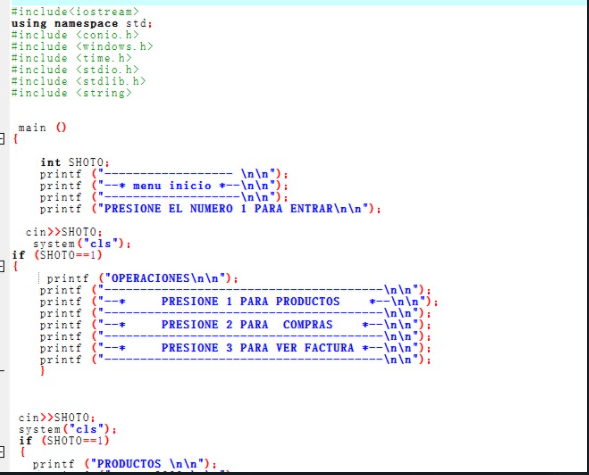 #include<iostream>
using namespace std;
#include <conio.h>
#include <windows.h>
#include <time.h>
#include <stdio.h>
#include <stdlib.h>
#include <string>
main ()
{
int SHOTO;
printf ("------------------ \n\n");
printf ("--* menu inicio *--\n\n");
printf ("-------------------\n\n");
printf ("PRESIONE EL NUMERO 1 PARA ENTRAR\n\n");
cin>>SHOTO;
system("cls");
if (SHOTO==1)
{
printf ("OPERACIONES\n\n");
printf ("---------------------------------------\n\n");
printf ("--*     PRESIONE 1 PARA PRODUCTOS    *--\n\n");
printf ("---------------------------------------\n\n");
printf ("--*     PRESIONE 2 PARA  COMPRAS    *--\n\n");
printf ("---------------------------------------\n\n");
printf ("--*     PRESIONE 3 PARA VER FACTURA *--\n\n");
printf ("---------------------------------------\n\n");
}
cin>>SHOTO;
system("cls");
if (SHOTO==1)
{
printf ("PRODUCTOS \n\n");